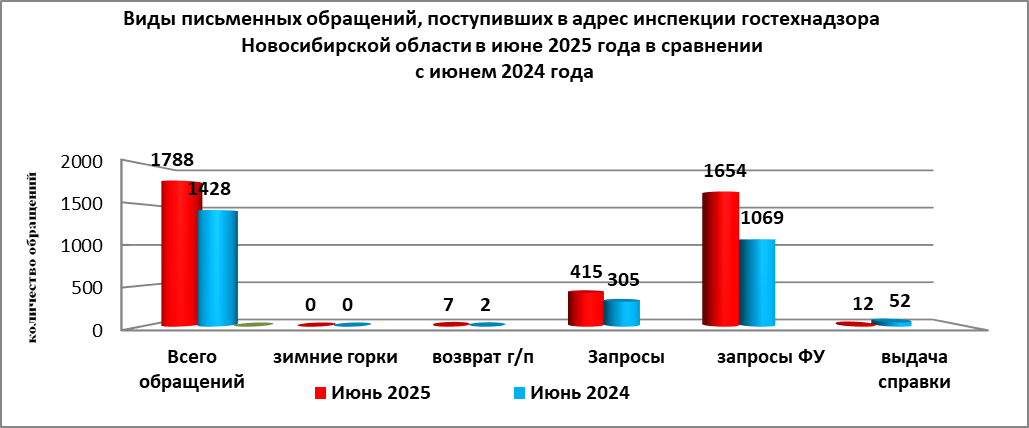 Виды письменных обращений, поступивших в адрес инспекции гостехнадзора
Новосибирской области в июне 2025 года в сравнении
с июнем 2024 года
количество обращений
2000
1500
1000
500
0
1788
1428
0
0
7
2
415
305
1654
1069
12
52
Всего
обращений
зимние горки
возврат г/п
Запросы
запросы ФУ
выдача
справки
Июнь 2025
Июнь 2024